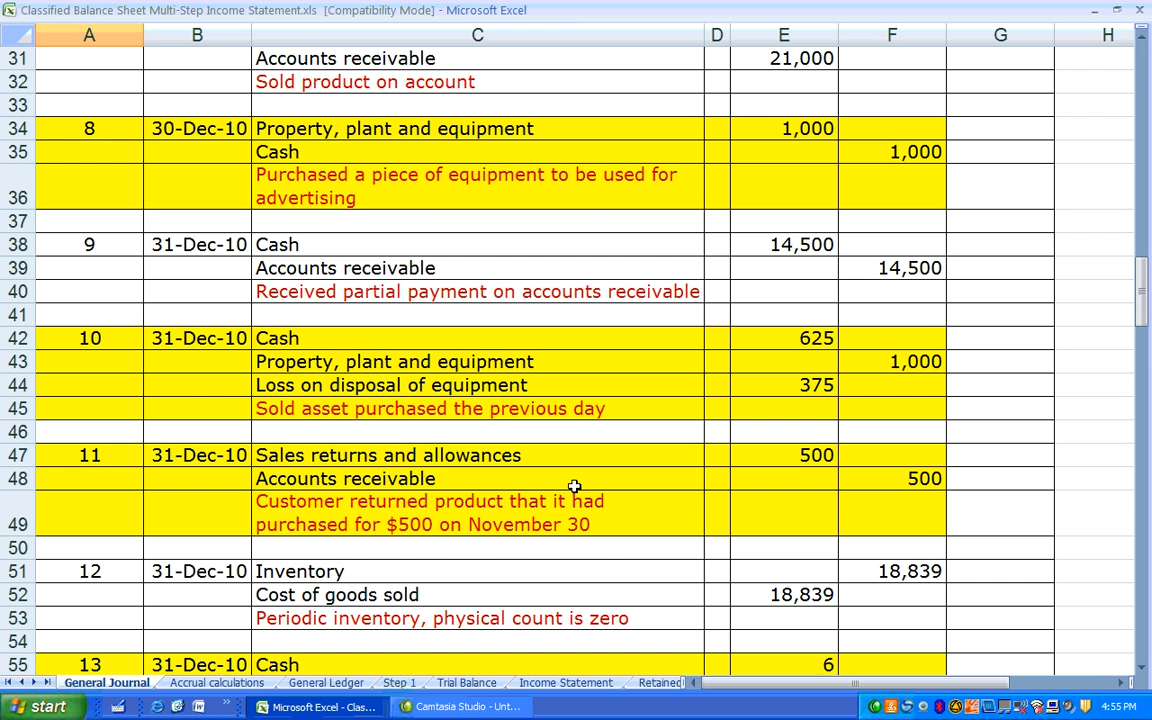 Classified Balance Sheet Multi-Step Income Statement.xls [Compatibility Mode] - Microsoft Excel
A B C D E F G H
31 Accounts receivable 21,000
32 Sold product on account
33
34 8 30-Dec-10 Property, plant and equipment 1,000
35 Cash 1,000
Purchased a piece of equipment to be used for
36 advertising
37
38 9 31-Dec-10 Cash 14,500
39 Accounts receivable 14,500
40 Received partial payment on accounts receivable
41
42 10 31-Dec-10 Cash 625
43 Property, plant and equipment 1,000
44 Loss on disposal of equipment 375
45 Sold asset purchased the previous day
46
47 11 31-Dec-10 Sales returns and allowances 500
48 Accounts receivable 500
Customer returned product that it had
49 purchased for $500 on November 30
50
51 12 31-Dec-10 Inventory 18,839
52 Cost of goods sold 18,839
53 Periodic inventory, physical count is zero
54
55 13 31-Dec-10 Cash 6
General Journal Accrual calculations General Ledger Step 1 Trial Balance Income Statement Retained
start Microsoft Excel - Clas... Camtasia Studio - Unt... 4:55 PM